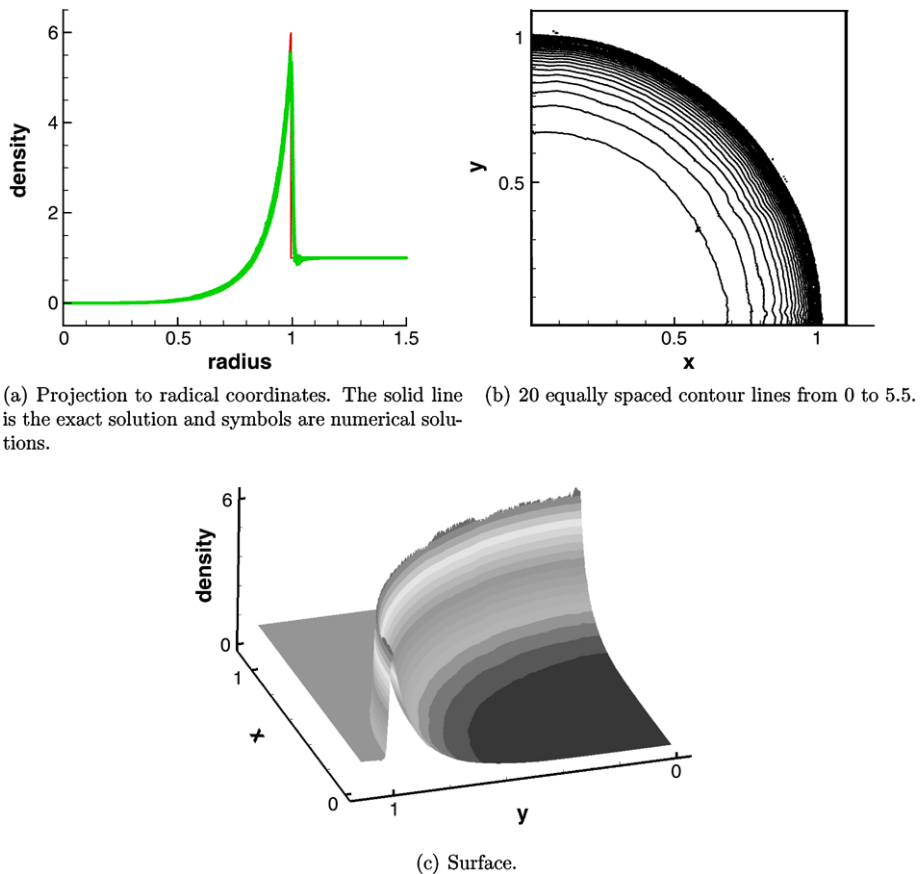 6
4
2
0
density
0
0.5
1
1.5
radius
1
0.5
y
0.5
1
x
(a) Projection to radical coordinates. The solid line
is the exact solution and symbols are numerical solu-
tions.
(b) 20 equally spaced contour lines from 0 to 5.5.
6
density
0
1
x
0
1
y
0
(c) Surface.